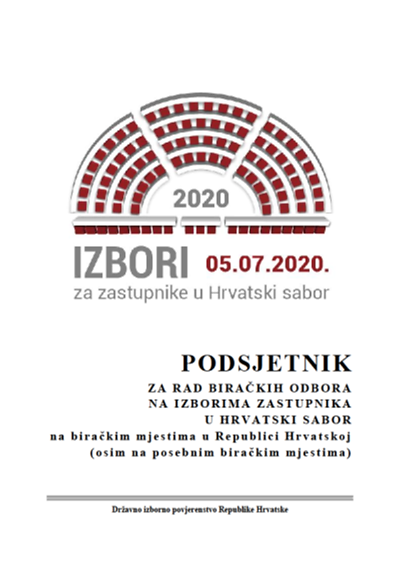 2020
IZBORI 05.07.2020.
za zastupnike u Hrvatski sabor
PODSJETNIK
ZA RAD BIRAČKIH ODBORA
NA IZBORIMA ZASTUPNIKA
U HRVATSKI SABOR
na biračkim mjestima u Republici Hrvatskoj
(osim na posebnim biračkim mjestima)
Državno izborno povjerenstvo Republike Hrvatske